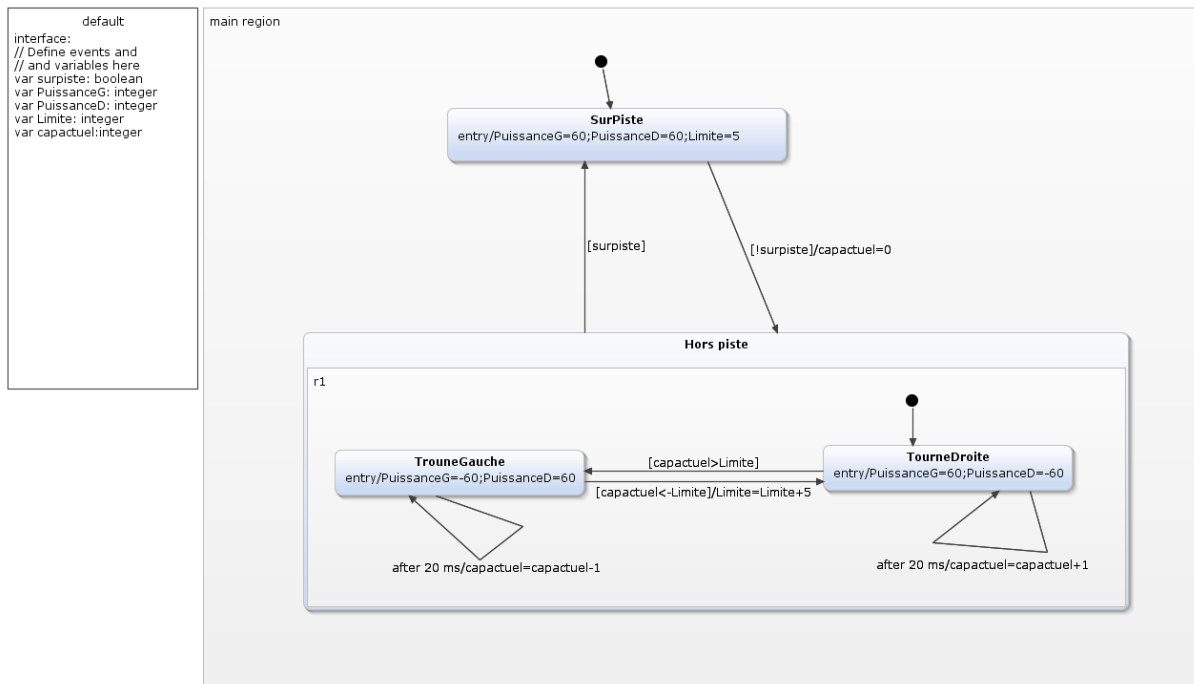 default
interface:
// Define events and
// and variables here
var surpiste: boolean
var PuissanceG: integer
var PuissanceD: integer
var Limite: integer
var capactuel:integer
main region
SurPiste
entry/PuissanceG=60;PuissanceD=60;Limite=5
[surpiste]
[!surpiste]/capactuel=0
Hors piste
r1
TrouneGauche
entry/PuissanceG=-60;PuissanceD=60
[capactuel>Limite]
[capactuel<-Limite]/Limite=Limite+5
TourneDroite
entry/PuissanceG=60;PuissanceD=-60
after 20 ms/capactuel=capactuel-1
after 20 ms/capactuel=capactuel+1